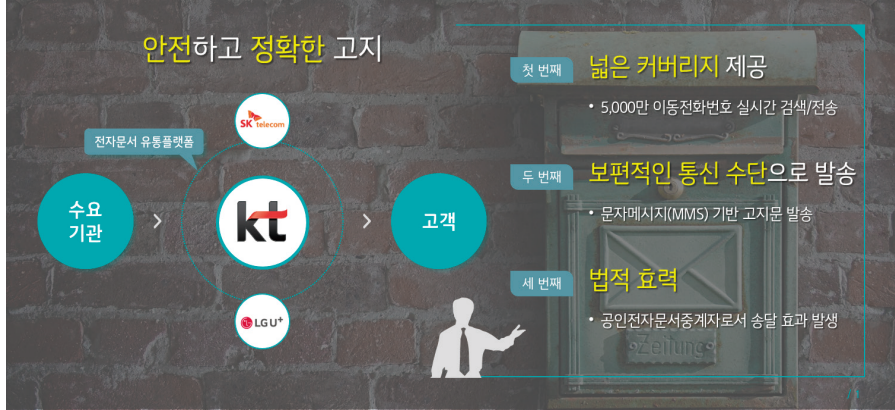 안전하고 정확한 고지
SK telecom
전자문서 유통플랫폼
수요
기관
>
kt
>
고객
LG U+
첫 번째
넓은 커버리지 제공
• 5,000만 이동전화번호 실시간 검색/전송
두 번째
보편적인 통신 수단으로 발송
• 문자메시지(MMS) 기반 고지문 발송
세 번째
법적 효력
• 공인전자문서중계자로서 송달 효과 발생
Zeitung